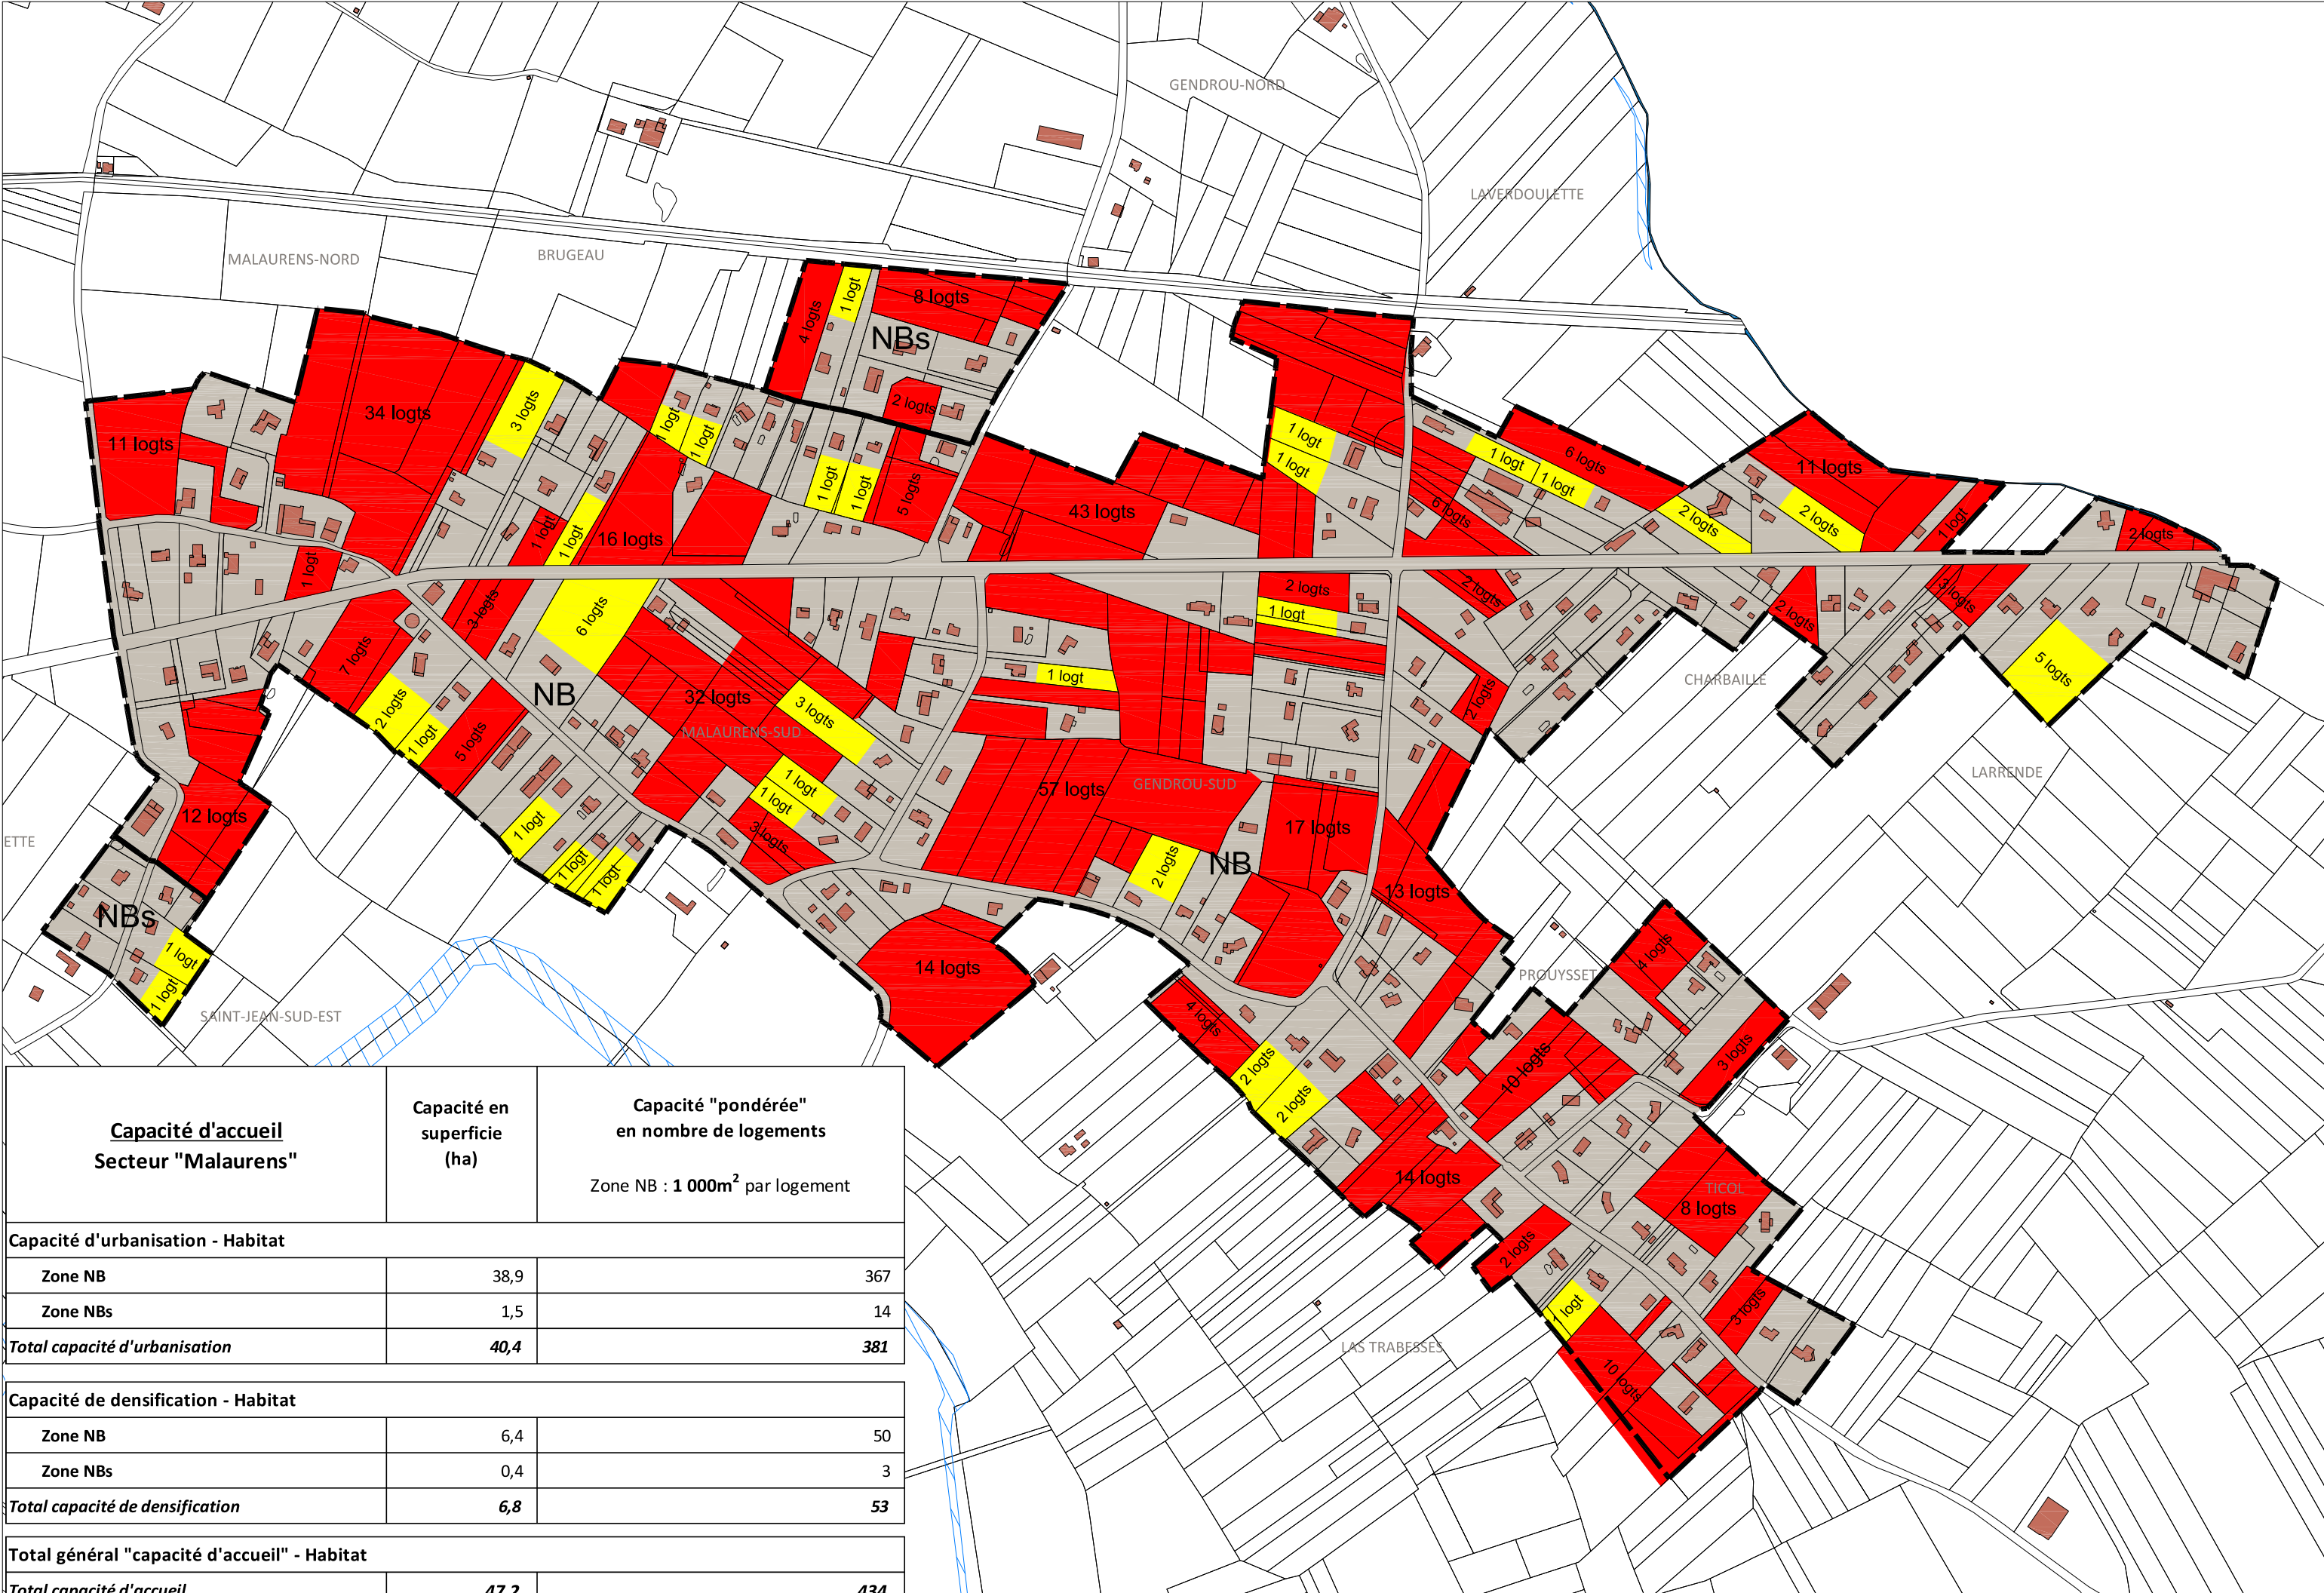 GENDROU-NORD
LAVERDOULETTE
MALAURENS-NORD
BRUGEAU
4 logts
1 logt
8 logts
NBs
2 logts
34 logts
3 logts
11 logts
1 logt
1 logt
1 logt
1 logt
5 logts
43 logts
1 logt
1 logt
1 logt
1 logt
6 logts
6 logts
2 logts
2 logts
11 logts
1 logt
2 logts
1 logt
1 logt
16 logts
1 logt
3 logts
6 logts
7 logts
2 logts
1 logt
2 logts
2 logts
3 logts
5 logts
CHARBAILLE
LARRENDE
2 logts
1 logt
NB
32 logts
MALAURENS-SUD
3 logts
2 logts
1 logt
5 logts
1 logt
1 logt
3 logts
57 logts
GENDROU-SUD
17 logts
2 logts
NB
13 logts
12 logts
ETTE
1 logt
1 logt
1 logt
NBs
1 logt
1 logt
SAINT-JEAN-SUD-EST
14 logts
PROUYSSET
4 logts
3 logts
4 logts
2 logts
2 logts
10 logts
14 logts
TICOL
8 logts
2 logts
1 logt
3 logts
10 logts
LAS TRABESSES
Capacité d'accueil
Secteur "Malaurens"
Capacité en
superficie
(ha)
Capacité "pondérée"
en nombre de logements
Zone NB : 1 000m² par logement
Capacité d'urbanisation - Habitat
Zone NB 38,9 367
Zone NBs 1,5 14
Total capacité d'urbanisation 40,4 381
Capacité de densification - Habitat
Zone NB 6,4 50
Zone NBs 0,4 3
Total capacité de densification 6,8 53
Total général "capacité d'accueil" - Habitat
Total capacité d'accueil 47,2 434